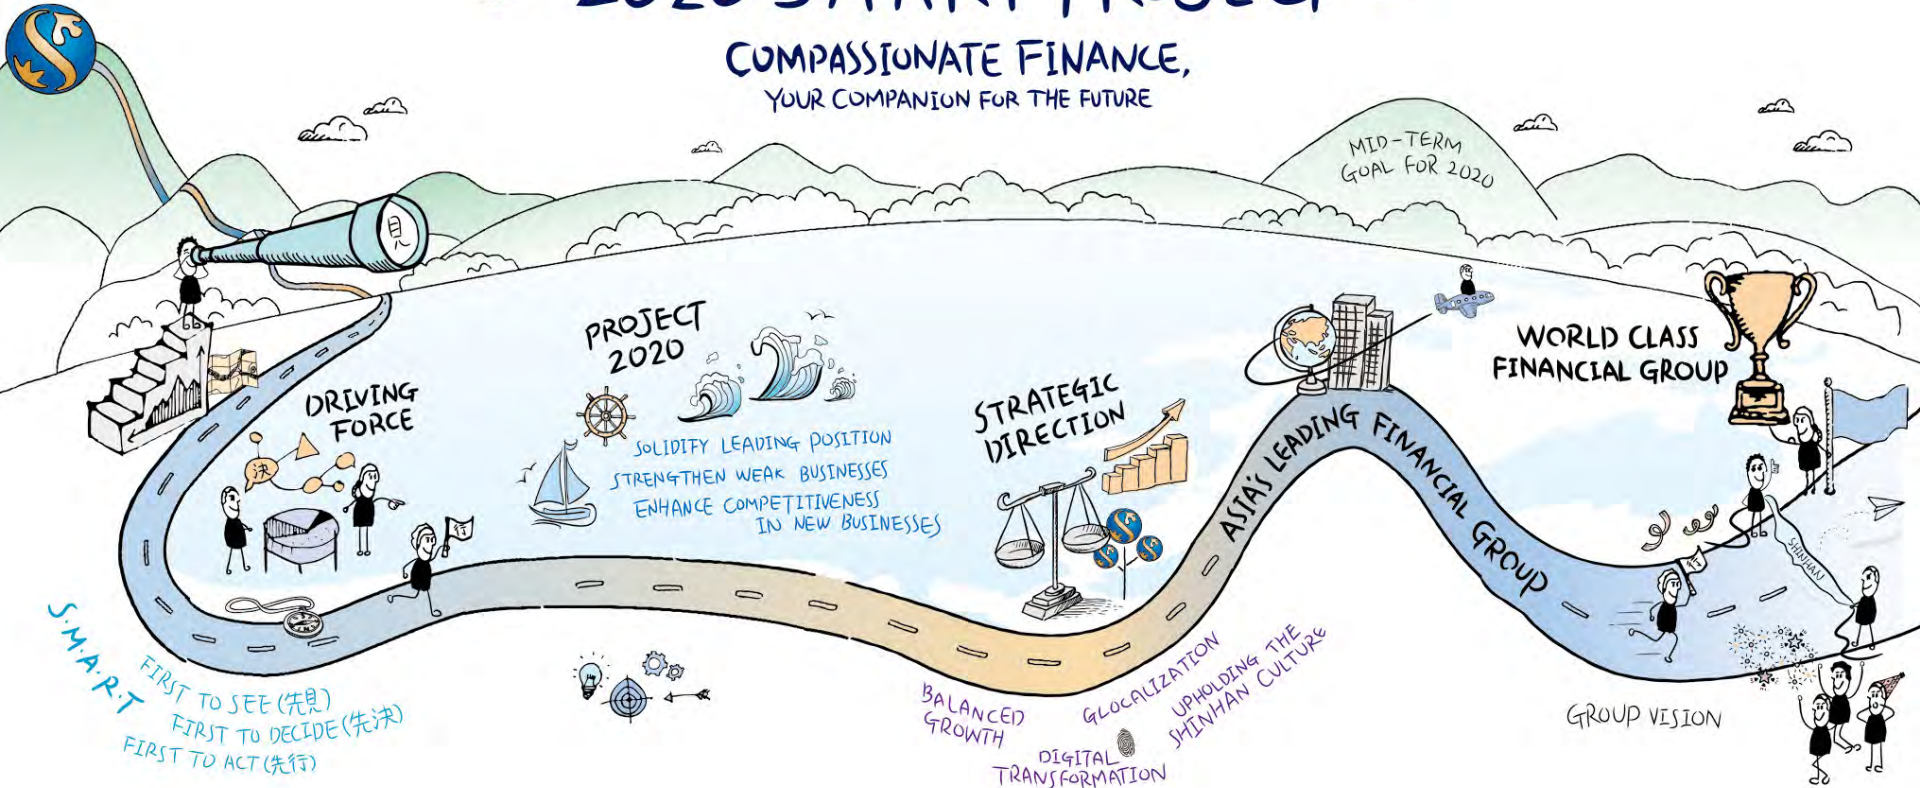 2020 SMART PROJECT
COMPASSIONATE FINANCE,
YOUR COMPANION FOR THE FUTURE
MID-TERM
GOAL FOR 2020
見
PROJECT
2020
SOLIDIFY LEADING POSITION
STRENGTHEN WEAK BUSINESSES
ENHANCE COMPETITIVENESS
IN NEW BUSINESSES
DRIVING
FORCE
決
STRATEGIC
DIRECTION
ASIA'S LEADING FINANCIAL GROUP
WORLD CLASS
FINANCIAL GROUP
SHINHAN
S.M.A.R.T
FIRST TO SEE (先見)
FIRST TO DECIDE (先決)
FIRST TO ACT (先行)
BALANCED
GROWTH
GLOCALIZATION
UPHOLDING THE
SHINHAN CULTURE
DIGITAL
TRANSFORMATION
GROUP VISION